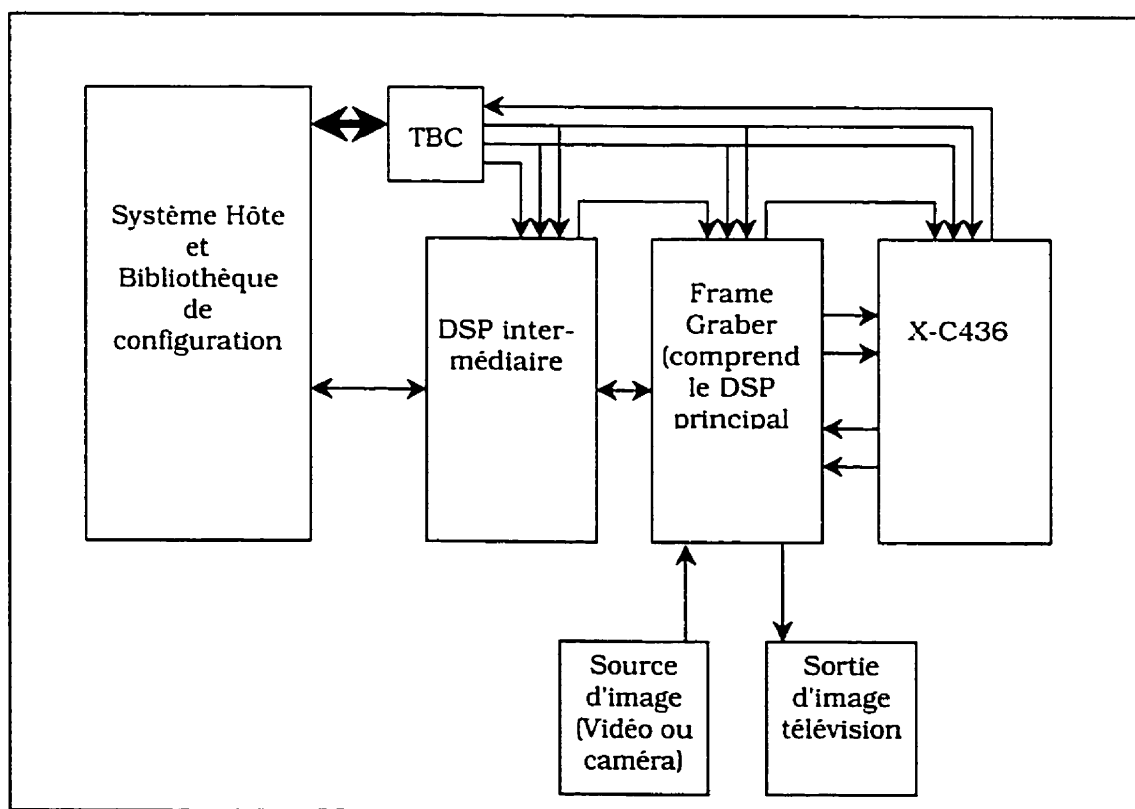 TBC
Système Hôte
et
Bibliothèque
de
configuration
DSP inter-
médiaire
Frame
Graber
(comprend
le DSP
principal
X-C436
Source
d'image
(Vidéo ou
caméra)
Sortie
d'image
télévision